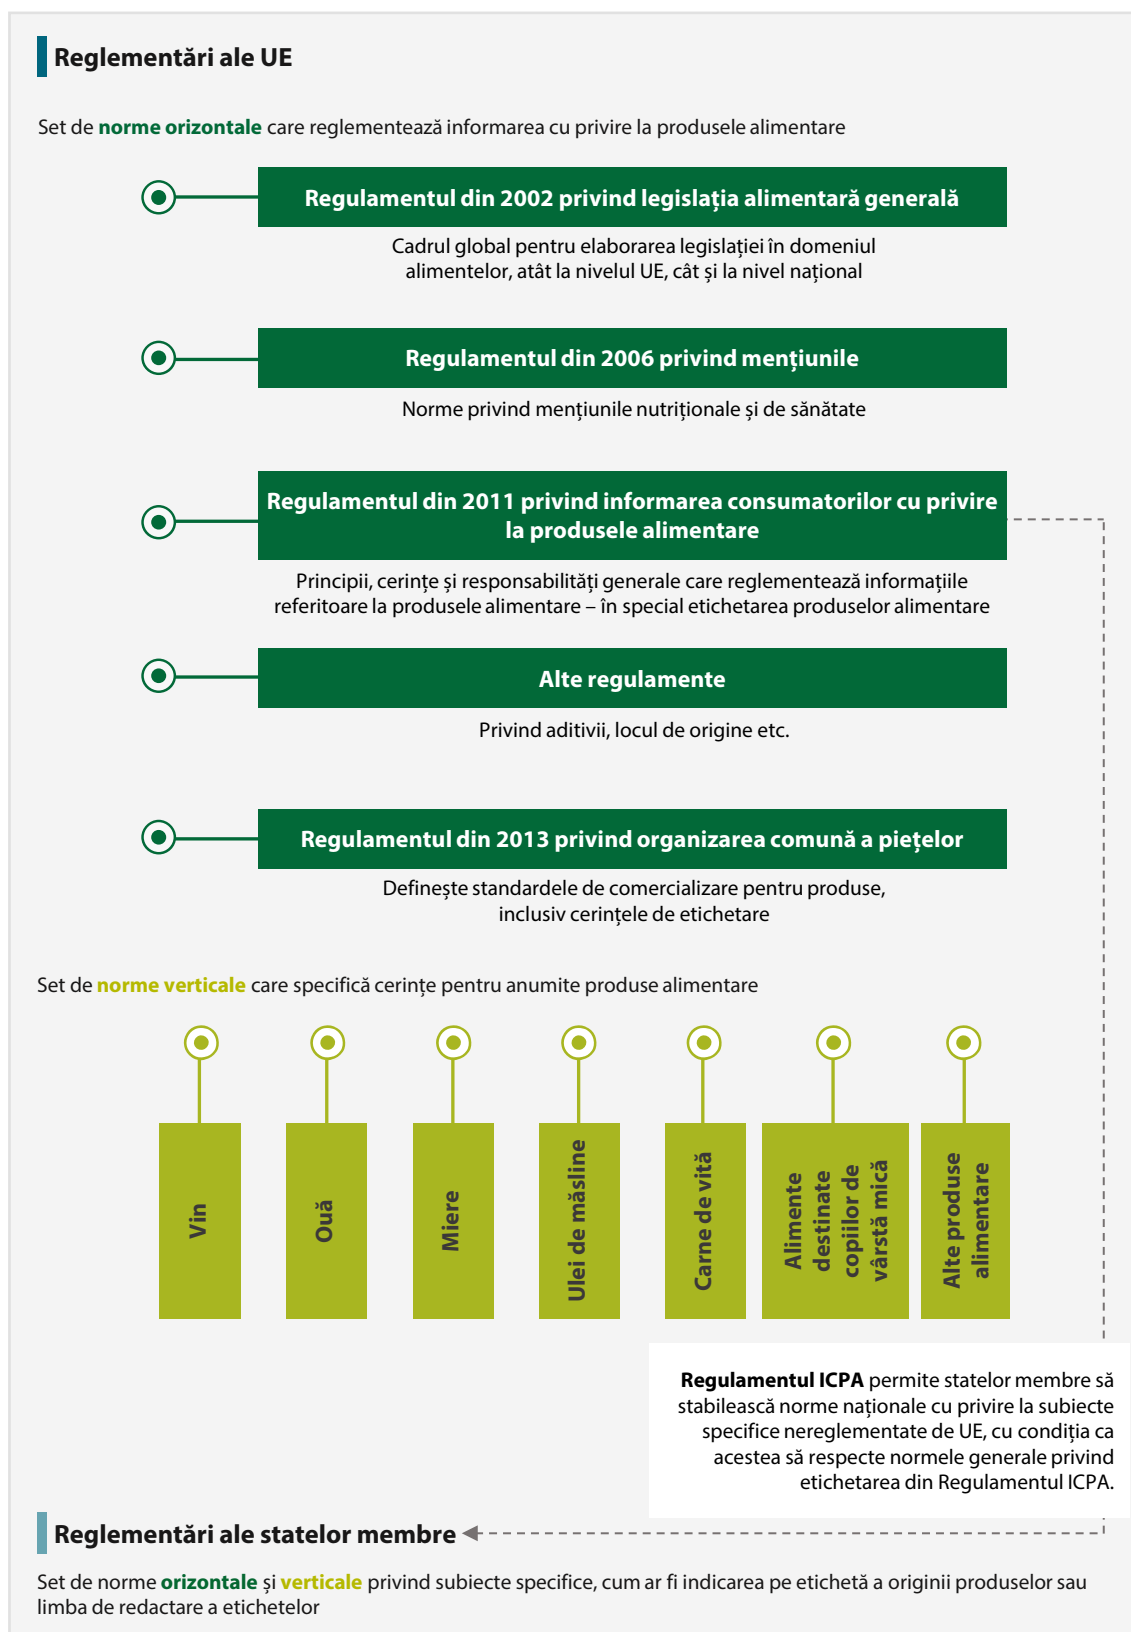 Reglementări ale UE
Set de norme orizontale care reglementează informarea cu privire la produsele alimentare
Regulamentul din 2002 privind legislația alimentară generală
Cadrul global pentru elaborarea legislației în domeniul
alimentelor, atât la nivelul UE, cât și la nivel național
Regulamentul din 2006 privind mențiunile
Norme privind mențiunile nutriționale și de sănătate
Regulamentul din 2011 privind informarea consumatorilor cu privire
la produsele alimentare
Principii, cerințe și responsabilități generale care reglementează informațiile
referitoare la produsele alimentare – în special etichetarea produselor alimentare
Alte regulamente
Privind aditivii, locul de origine etc.
Regulamentul din 2013 privind organizarea comună a piețelor
Definește standardele de comercializare pentru produse,
inclusiv cerințele de etichetare
Set de norme verticale care specifică cerințe pentru anumite produse alimentare
Vin
Ouă
Miere
Ulei de măsline
Carne de vită
Alimente
destinate
copiilor de
vârstă mică
Alte produse
alimentare
Regulamentul ICPA permite statelor membre să
stabilească norme naționale cu privire la subiecte
specifice nereglementate de UE, cu condiția ca
acestea să respecte normele generale privind
etichetarea din Regulamentul ICPA.
Reglementări ale statelor membre
Set de norme orizontale și verticale privind subiecte specifice, cum ar fi indicarea pe etichetă a originii produselor sau
limba de redactare a etichetelor